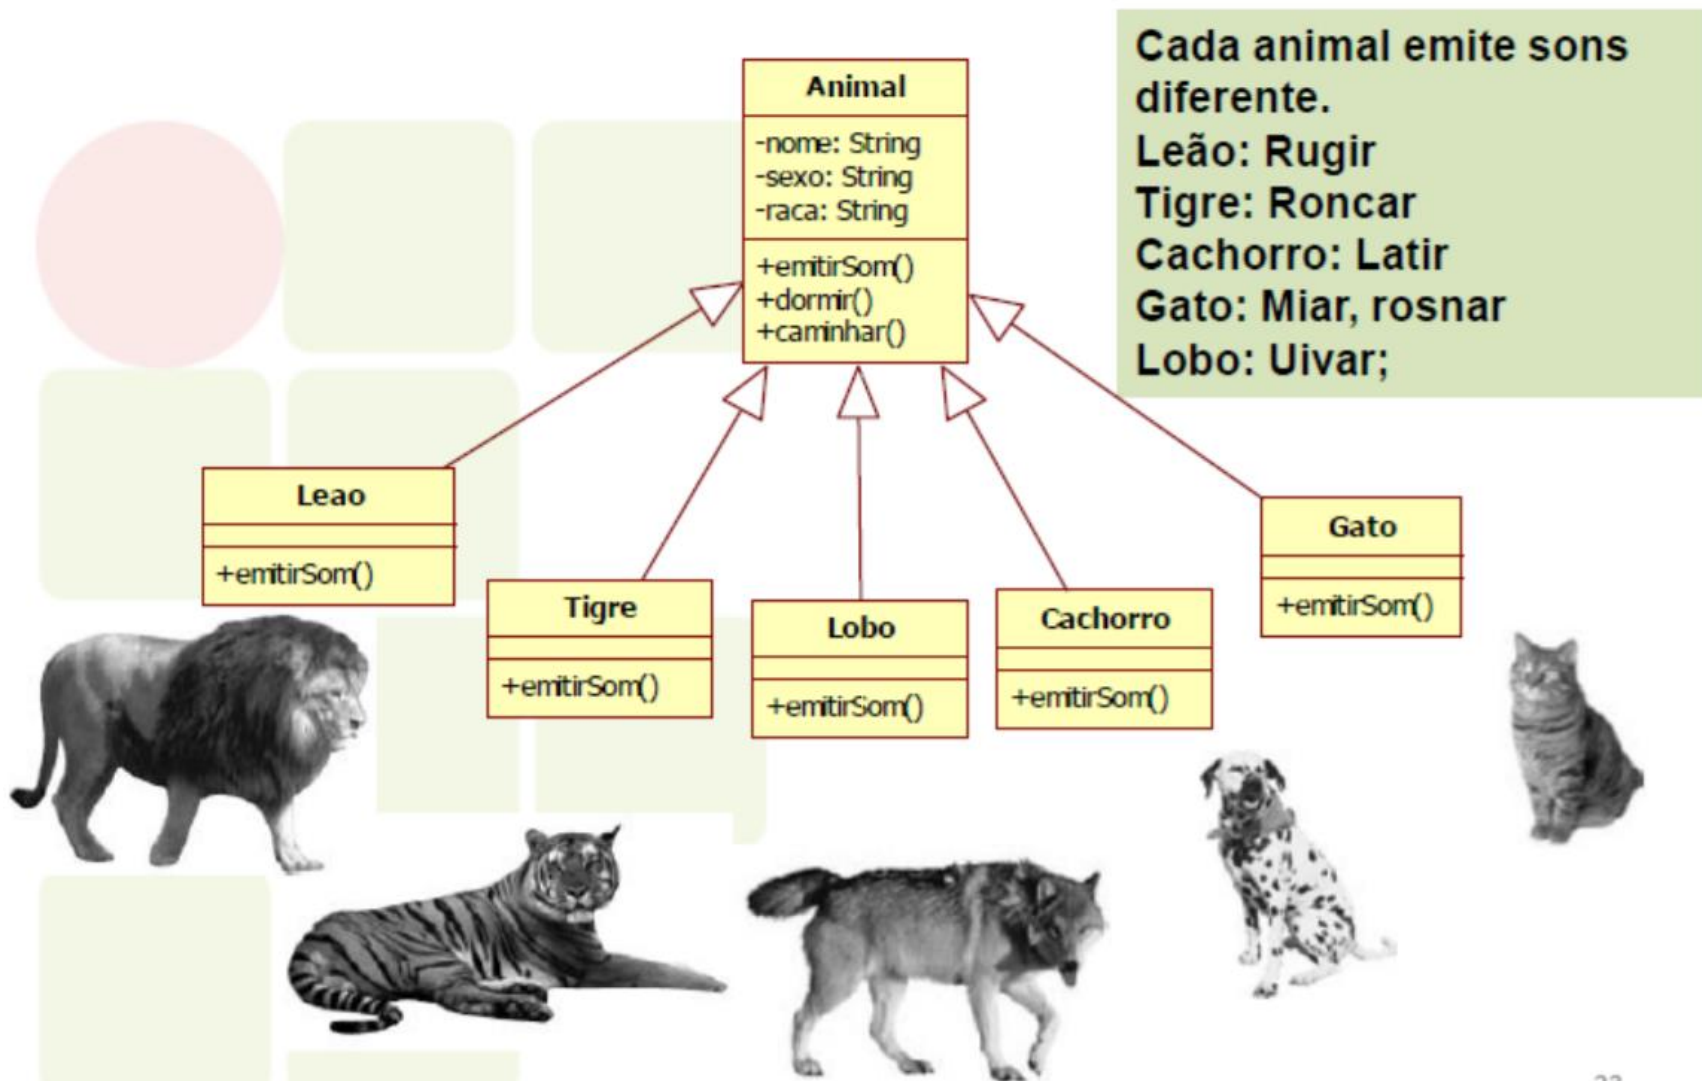 Animal
-nome: String
-sexo: String
-raca: String
+emitirSom()
+dormir()
+caminhar()
Cada animal emite sons
diferente.
Leão: Rugir
Tigre: Roncar
Cachorro: Latir
Gato: Miar, rosnar
Lobo: Uivar;
Leao
+emitirSom()
Tigre
+emitirSom()
Lobo
+emitirSom()
Cachorro
+emitirSom()
Gato
+emitirSom()